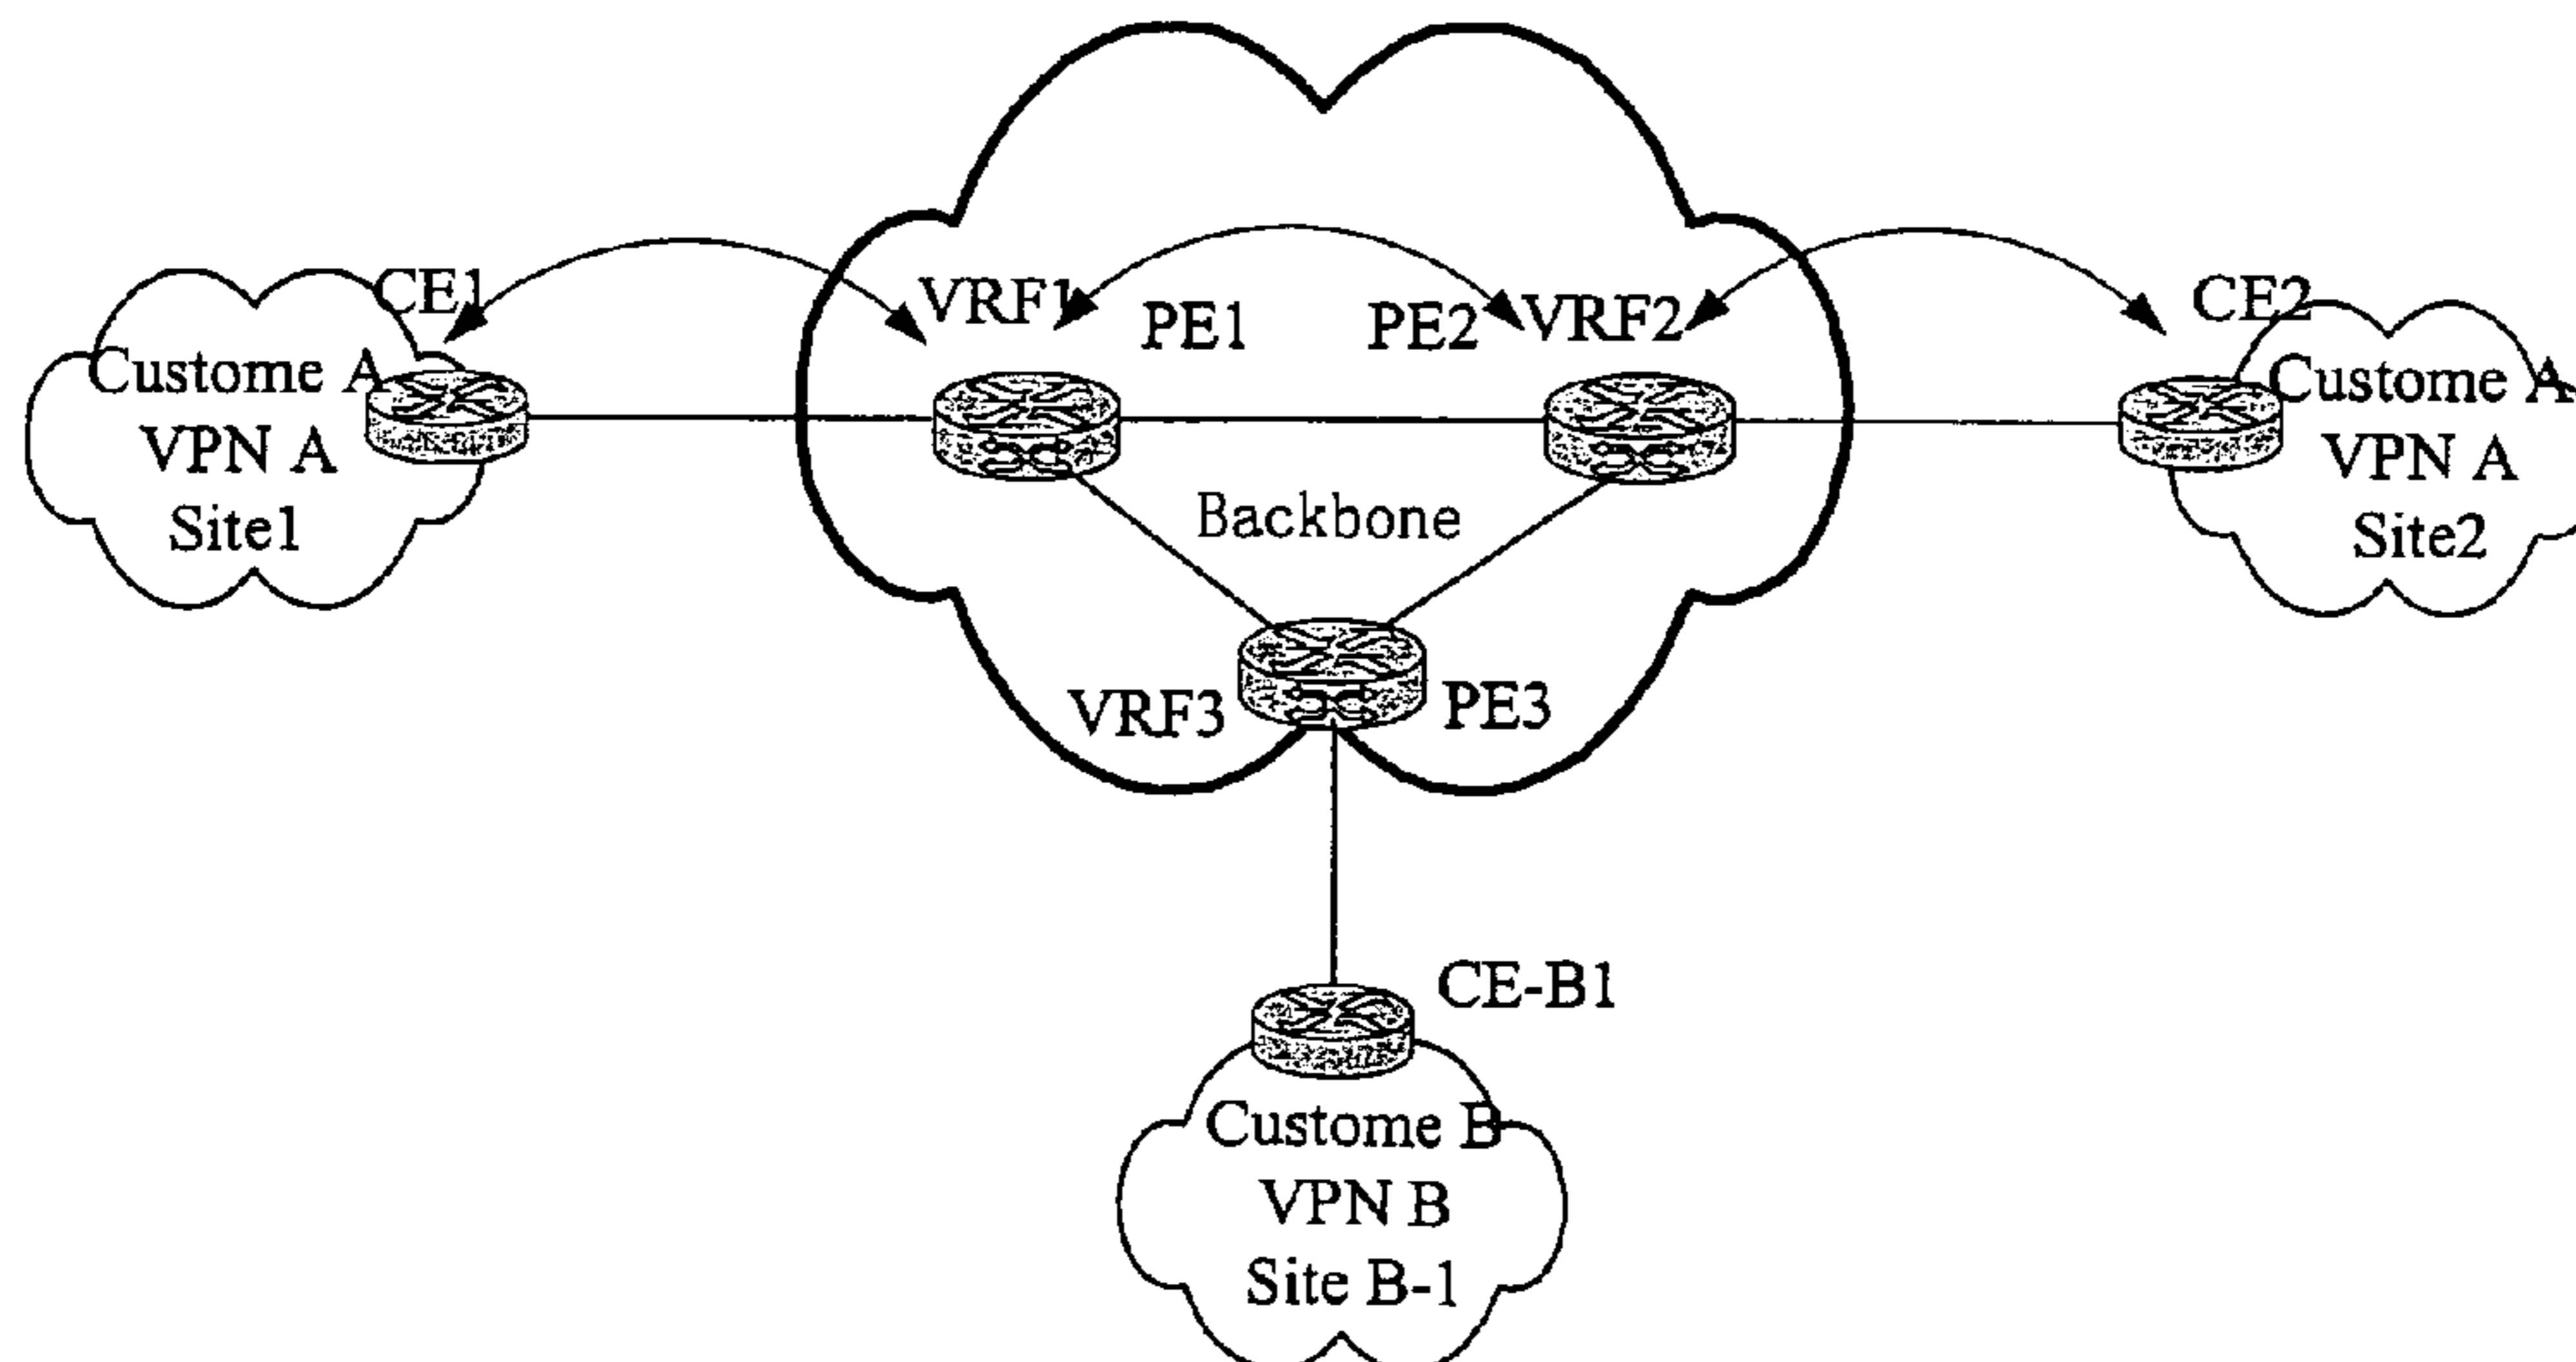 CE1
VRF1
PE1
PE2
VRF2
CE2
Custome A
VPN A
Site1
Custome A
VPN A
Site2
Backbone
VRF3
PE3
CE-B1
Custome B
VPN B
Site B-1